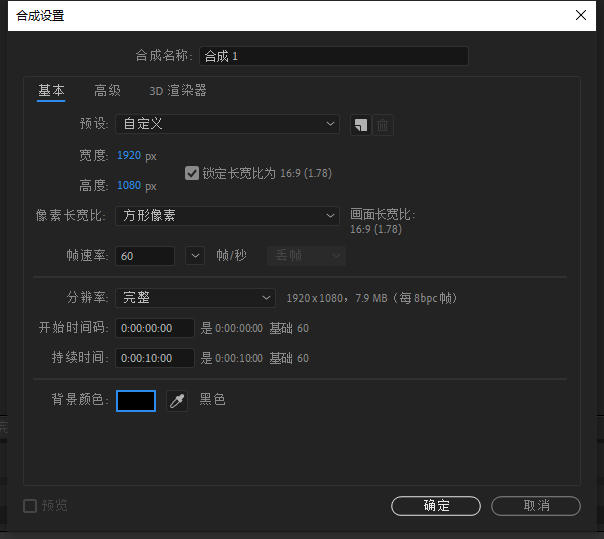 合成设置
合成名称: 合成 1
基本 高级 3D 渲染器
预设: 自定义
宽度: 1920 px
锁定长宽比为 16:9 (1.78)
高度: 1080 px
像素长宽比: 方形像素 画面长宽比:
16:9 (1.78)
帧速率: 60 帧/秒 丢帧
分辨率: 完整 1920 x 1080，7.9 MB（每 8bpc 帧）
开始时间码: 0:00:00:00 是 0:00:00:00 基础 60
持续时间: 0:00:10:00 是 0:00:10:00 基础 60
背景颜色: 黑色
预览 确定 取消